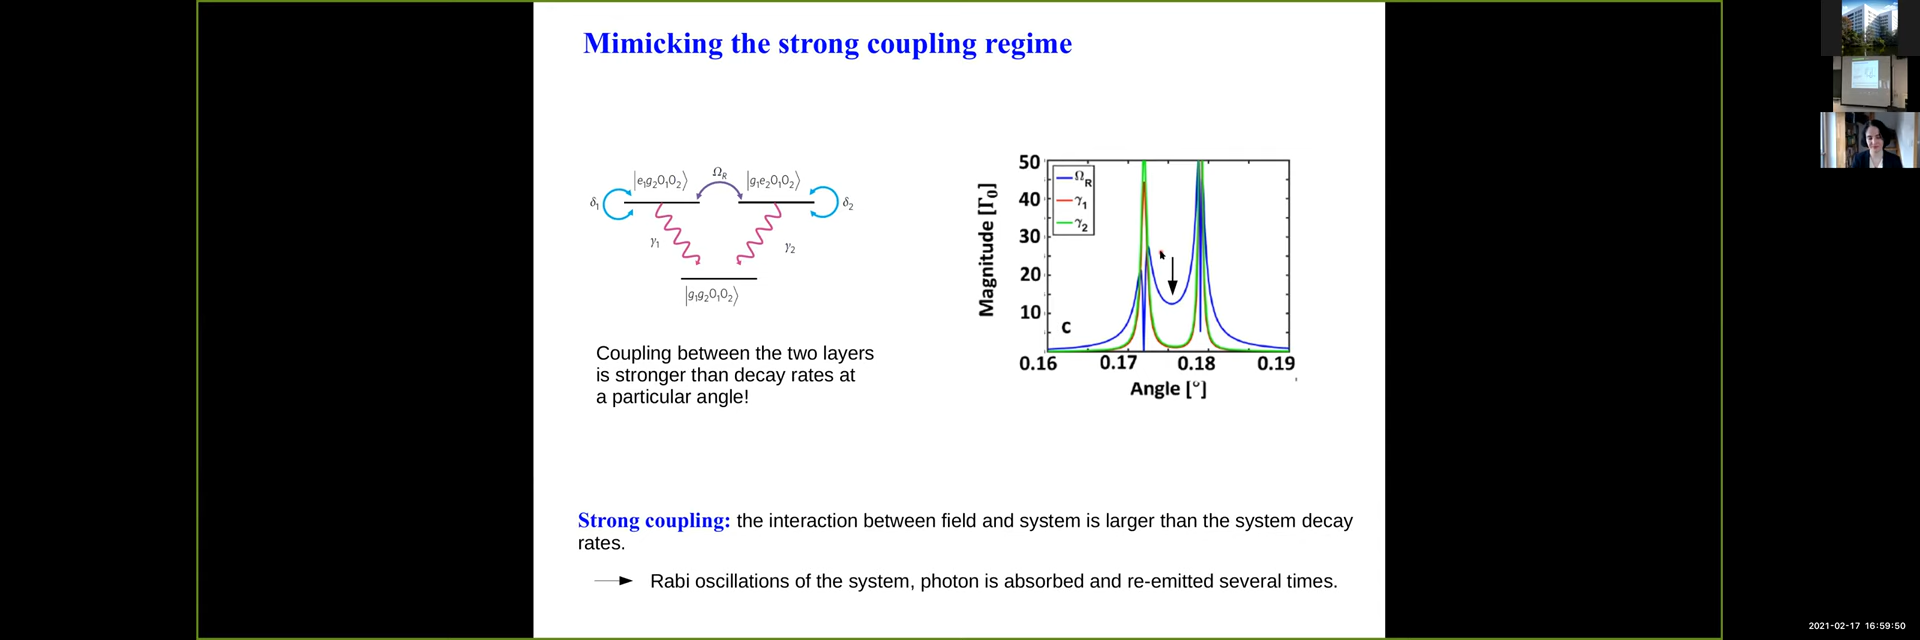 Mimicking the strong coupling regime
|e₁g₂0₁0₂⟩
Ω_R
|g₁e₂0₁0₂⟩
δ₁
δ₂
γ₁
γ₂
|g₁g₂0₁0₂⟩
Coupling between the two layers
is stronger than decay rates at
a particular angle!
Magnitude [Γ₀]
50
40
30
20
10
Ω_R
γ₁
γ₂
C
0.16 0.17 0.18 0.19
Angle [°]
Strong coupling: the interaction between field and system is larger than the system decay
rates.
Rabi oscillations of the system, photon is absorbed and re-emitted several times.
2021-02-17 16:59:50